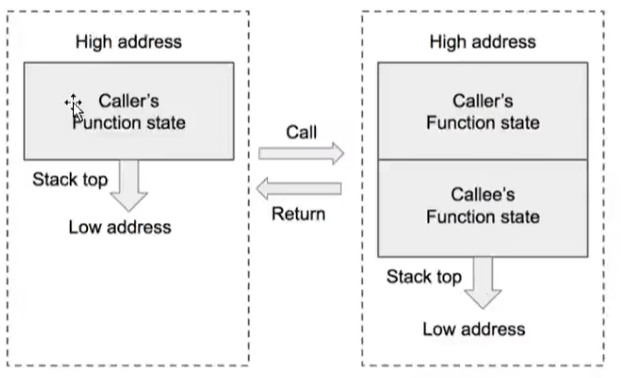 High address
Caller's
Function state
Stack top
Low address
Call
Return
High address
Caller's
Function state
Callee's
Function state
Stack top
Low address